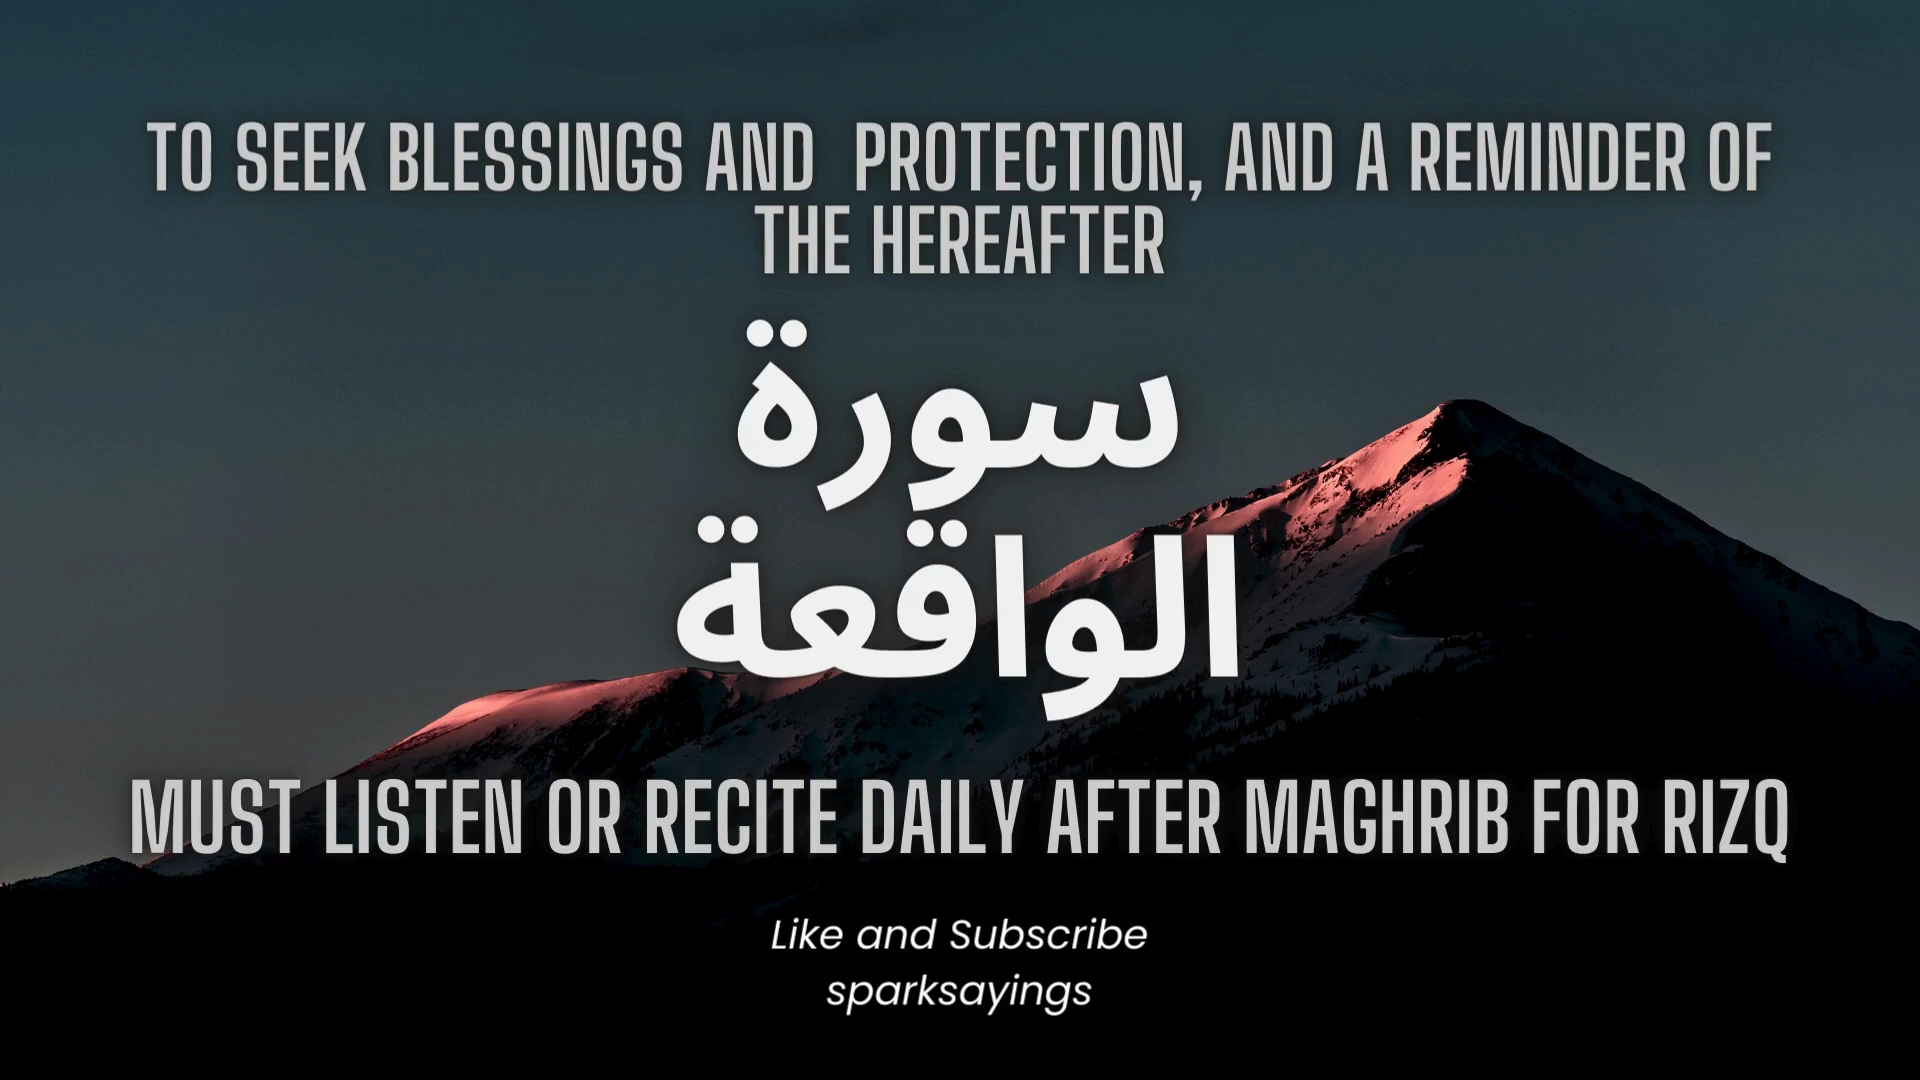 TO SEEK BLESSINGS AND PROTECTION, AND A REMINDER OF
THE HEREAFTER
سورة
الواقعة
MUST LISTEN OR RECITE DAILY AFTER MAGHRIB FOR RIZQ
Like and Subscribe
sparksayings